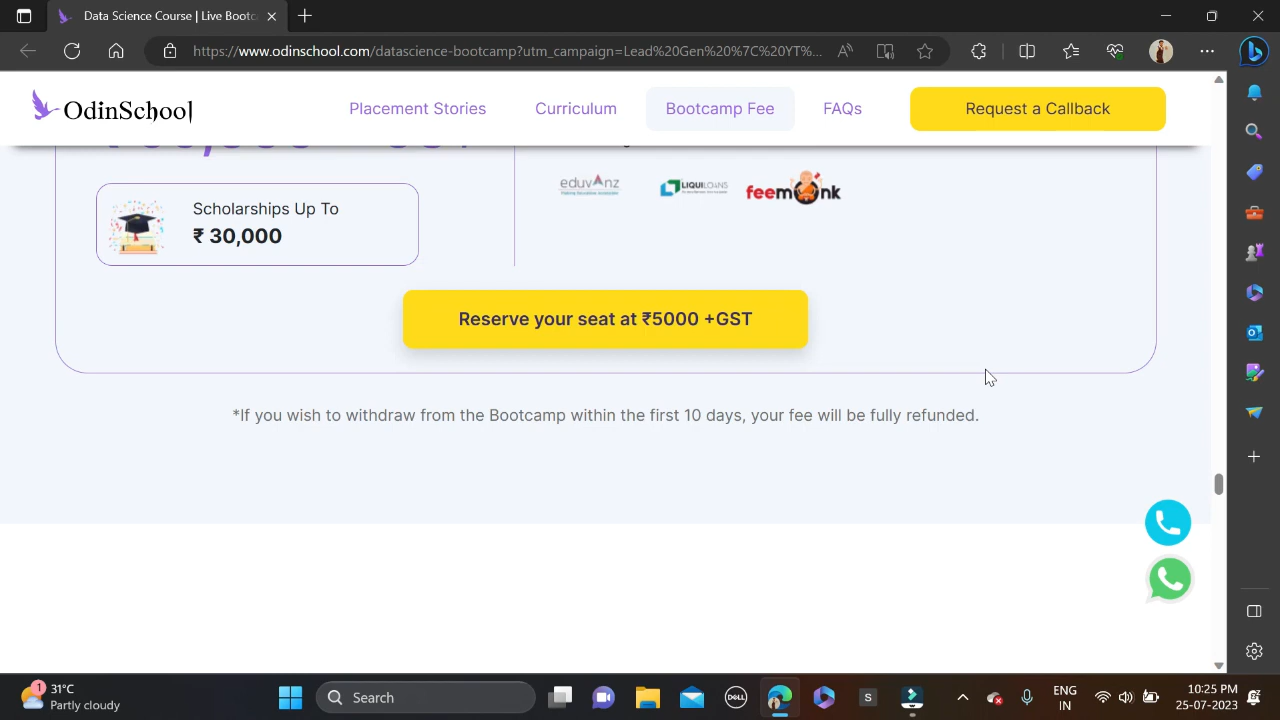 Data Science Course | Live Bootc
https://www.odinschool.com/datascience-bootcamp?utm_campaign=Lead%20Gen%20%7C%20YT%...
OdinSchool
Placement Stories
Curriculum
Bootcamp Fee
FAQs
Request a Callback
eduvanz
LIQUILOANS
feemonk
Scholarships Up To
₹ 30,000
Reserve your seat at ₹5000 +GST
*If you wish to withdraw from the Bootcamp within the first 10 days, your fee will be fully refunded.
1
31°C
Partly cloudy
Search
DELL
S
ENG
IN
10:25 PM
25-07-2023